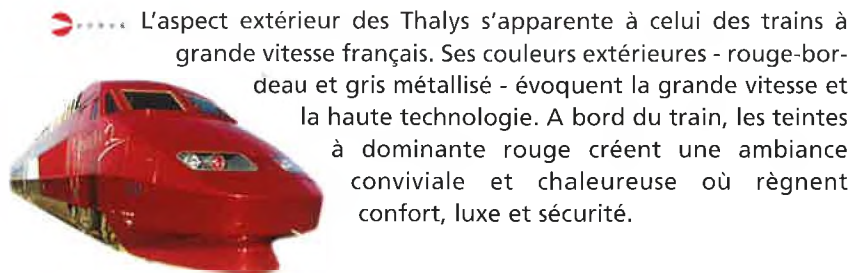 L'aspect extérieur des Thalys s'apparente à celui des trains à
grande vitesse français. Ses couleurs extérieures - rouge-bor-
deau et gris métallisé - évoquent la grande vitesse et
la haute technologie. A bord du train, les teintes
à dominante rouge créent une ambiance
conviviale et chaleureuse où règnent
confort, luxe et sécurité.